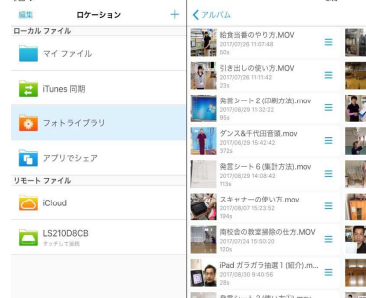 編集
ロケーション
+
ローカル ファイル
マイ ファイル
iTunes 同期
フォトライブラリ
アプリでシェア
リモート ファイル
iCloud
LS210D8CB
タッチして接続
アルバム
給食当番のやり方.MOV
2017/07/26 11:07:48
50s
引き出しの使い方.MOV
2017/07/26 11:11:42
23s
発言シート2(印刷方法).mov
2017/08/29 11:32:22
95s
ダンス&千代田音頭.mov
2017/08/29 15:42:42
372s
発言シート6(集計方法).mov
2017/08/29 14:08:42
113s
スキャナーの使い方.mov
2017/08/07 15:23:52
194s
南校舎の教室掃除の仕方.MOV
2017/07/24 15:50:20
120s
iPad ガラガラ抽選1 (紹介).m...
2017/08/30 9:40:56
28s